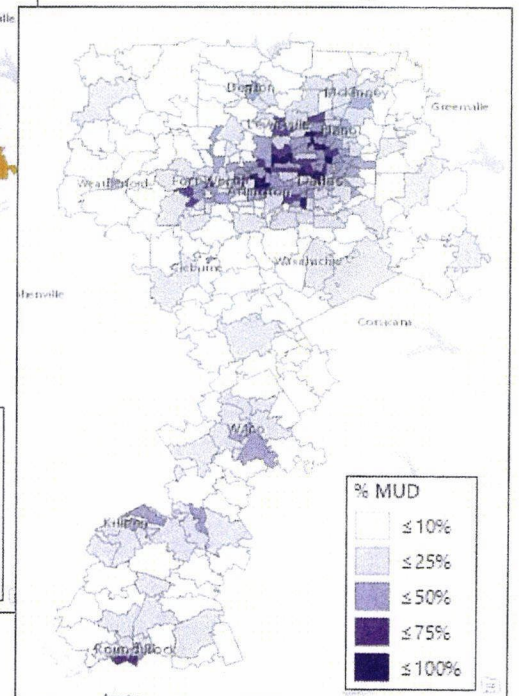 Denton
McKinney
Greenville
Lewisville
Plano
Weatherford
Fort Worth
Dallas
Arlington
Cleburne
Waxahachie
Corsicana
Waco
Killeen
Round Rock
% MUD
≤10%
≤25%
≤50%
≤75%
≤100%